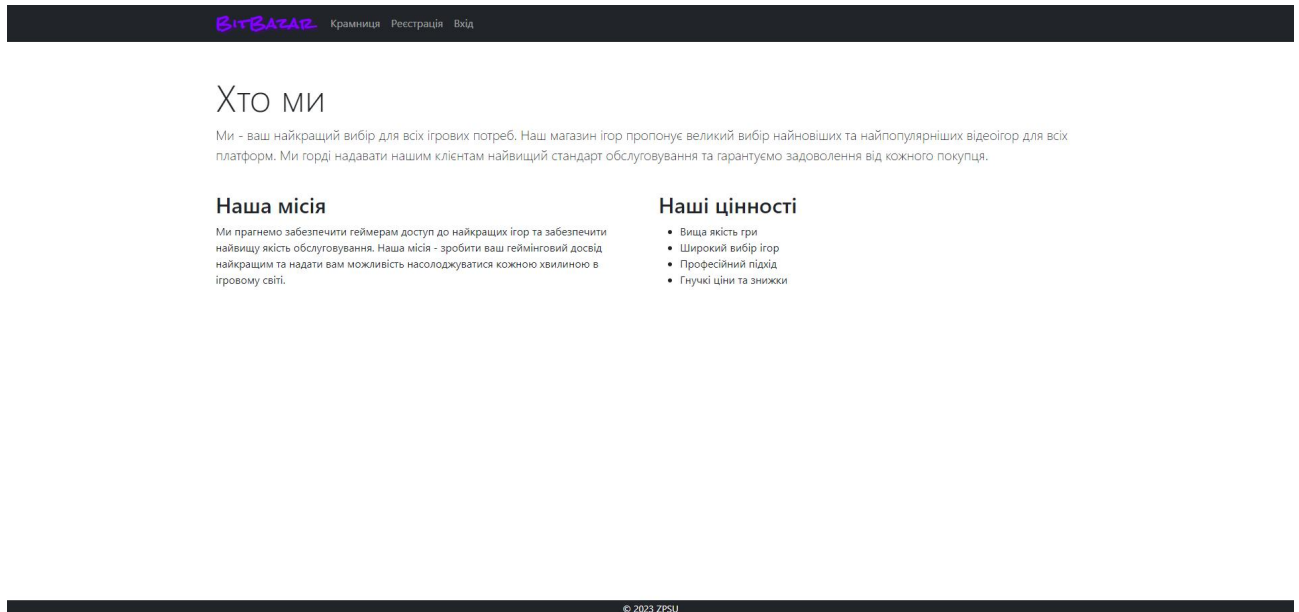 BitBazar Крамниця Реєстрація Вхід
Хто ми
Ми - ваш найкращий вибір для всіх ігрових потреб. Наш магазин ігор пропонує великий вибір найновіших та найпопулярніших відеоігор для всіх
платформ. Ми горді надавати нашим клієнтам найвищий стандарт обслуговування та гарантуємо задоволення від кожного покупця.
Наша місія
Ми прагнемо забезпечити геймерам доступ до найкращих ігор та забезпечити
найвищу якість обслуговування. Наша місія - зробити ваш геймінговий досвід
найкращим та надати вам можливість насолоджуватися кожною хвилиною в
ігровому світі.
Наші цінності
• Вища якість гри
• Широкий вибір ігор
• Професійний підхід
• Гнучкі ціни та знижки
© 2023 ZPSU